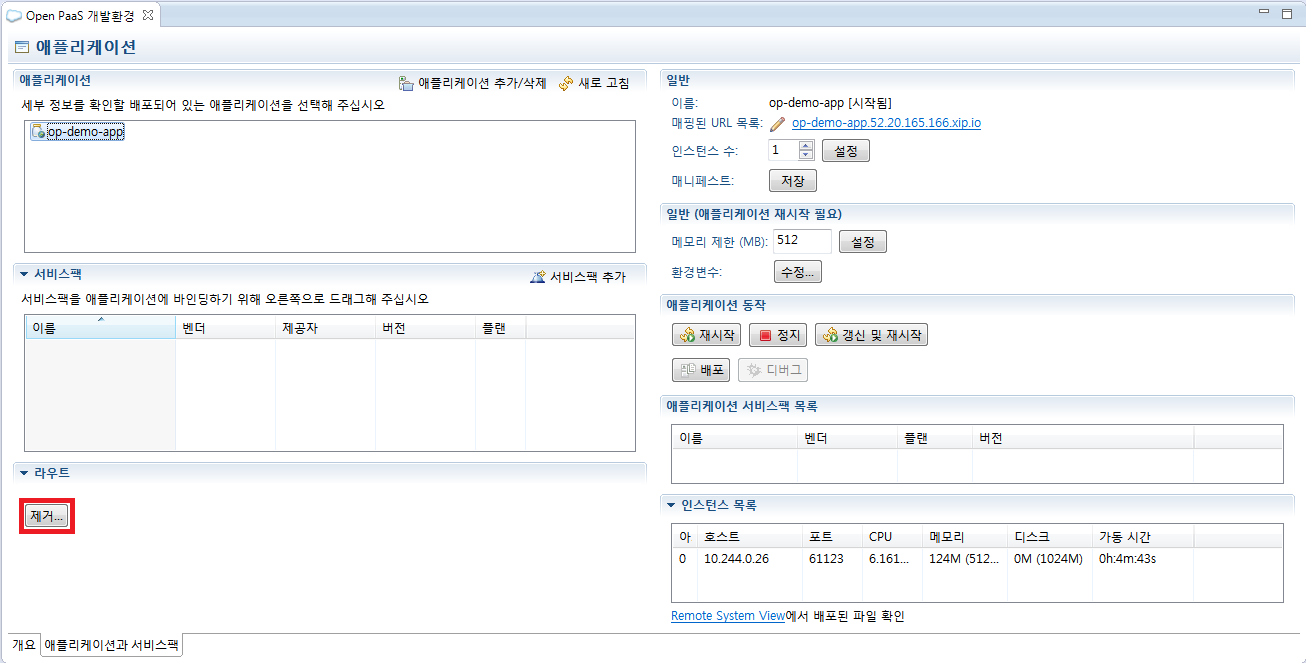 Open PaaS 개발환경
애플리케이션
애플리케이션
애플리케이션 추가/삭제 새로 고침
세부 정보를 확인할 배포되어 있는 애플리케이션을 선택해 주십시오
op-demo-app
서비스팩
서비스팩 추가
서비스팩을 애플리케이션에 바인딩하기 위해 오른쪽으로 드래그해 주십시오
이름 벤더 제공자 버전 플랜
라우트
제거...
일반
이름: op-demo-app [시작됨]
매핑된 URL 목록: op-demo-app.52.20.165.166.xip.io
인스턴스 수: 1 설정
매니페스트: 저장
일반 (애플리케이션 재시작 필요)
메모리 제한 (MB): 512 설정
환경변수: 수정...
애플리케이션 동작
재시작 정지 갱신 및 재시작
배포 디버그
애플리케이션 서비스팩 목록
이름 벤더 플랜 버전
인스턴스 목록
아 호스트 포트 CPU 메모리 디스크 가동 시간
0 10.244.0.26 61123 6.161... 124M (512... 0M (1024M) 0h:4m:43s
Remote System View에서 배포된 파일 확인
개요 애플리케이션과 서비스팩